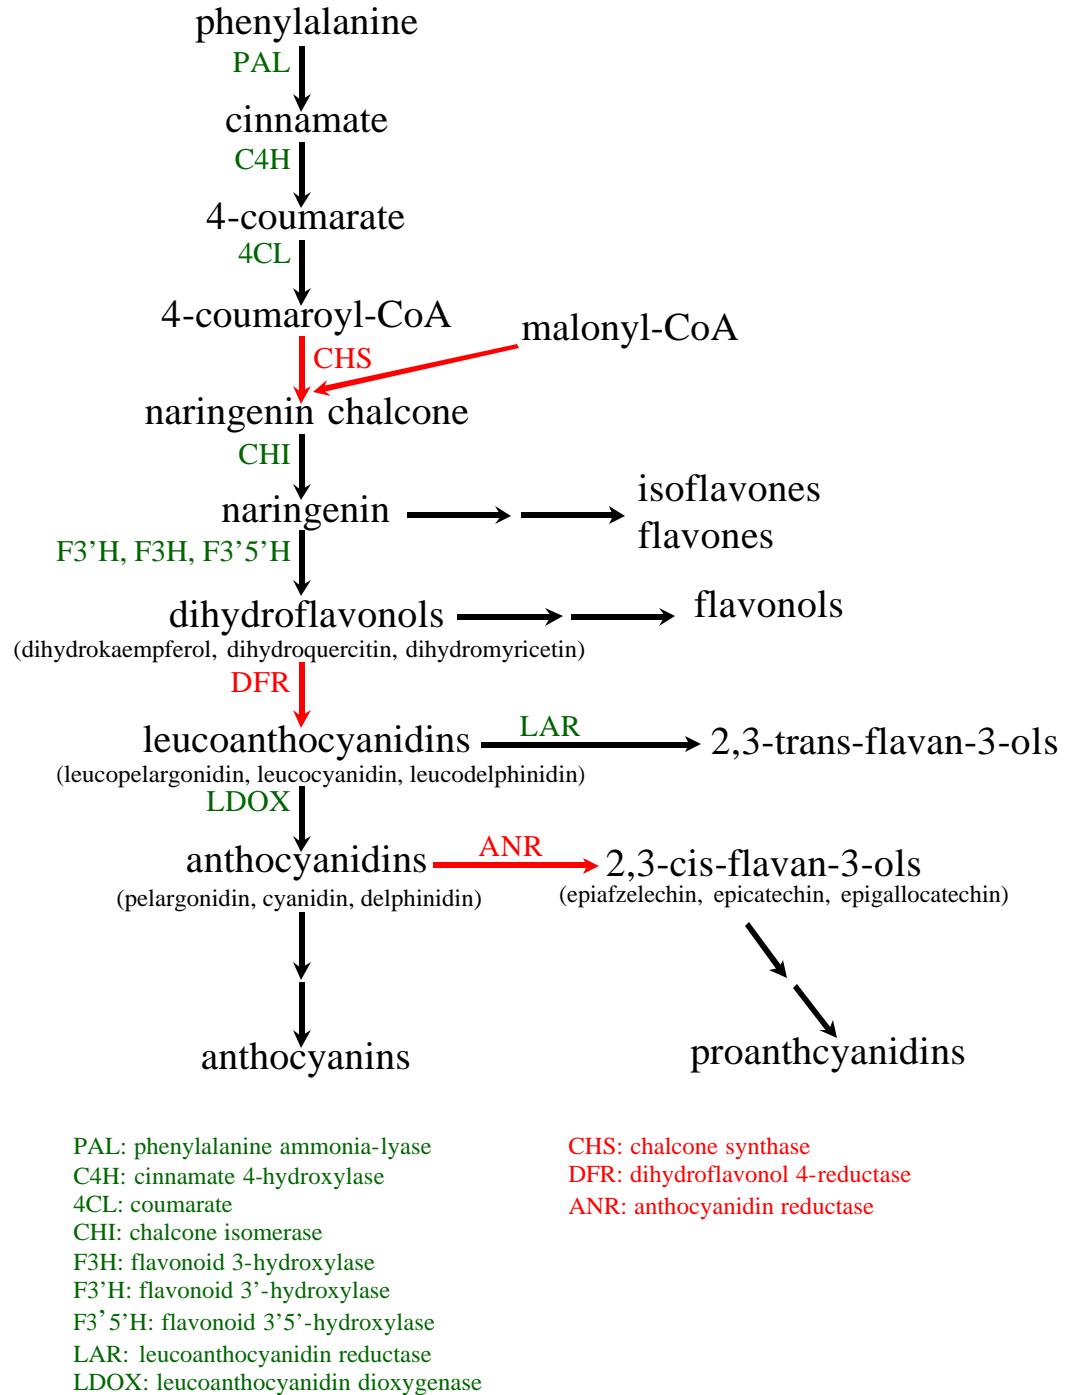 phenylalanine
PAL
cinnamate
C4H
4-coumarate
4CL
4-coumaroyl-CoA
malonyl-CoA
CHS
naringenin chalcone
CHI
naringenin
isoflavones
flavones
F3’H, F3H, F3’5’H
dihydroflavonols
flavonols
(dihydrokaempferol, dihydroquercitin, dihydromyricetin)
DFR
leucoanthocyanidins
LAR
2,3-trans-flavan-3-ols
(leucopelargonidin, leucocyanidin, leucodelphinidin)
LDOX
anthocyanidins
ANR
2,3-cis-flavan-3-ols
(pelargonidin, cyanidin, delphinidin)
(epiafzelechin, epicatechin, epigallocatechin)
anthocyanins
proanthcyanidins
PAL: phenylalanine ammonia-lyase
C4H: cinnamate 4-hydroxylase
4CL: coumarate
CHI: chalcone isomerase
F3H: flavonoid 3-hydroxylase
F3’H: flavonoid 3’-hydroxylase
F3’5’H: flavonoid 3’5’-hydroxylase
LAR: leucoanthocyanidin reductase
LDOX: leucoanthocyanidin dioxygenase
CHS: chalcone synthase
DFR: dihydroflavonol 4-reductase
ANR: anthocyanidin reductase